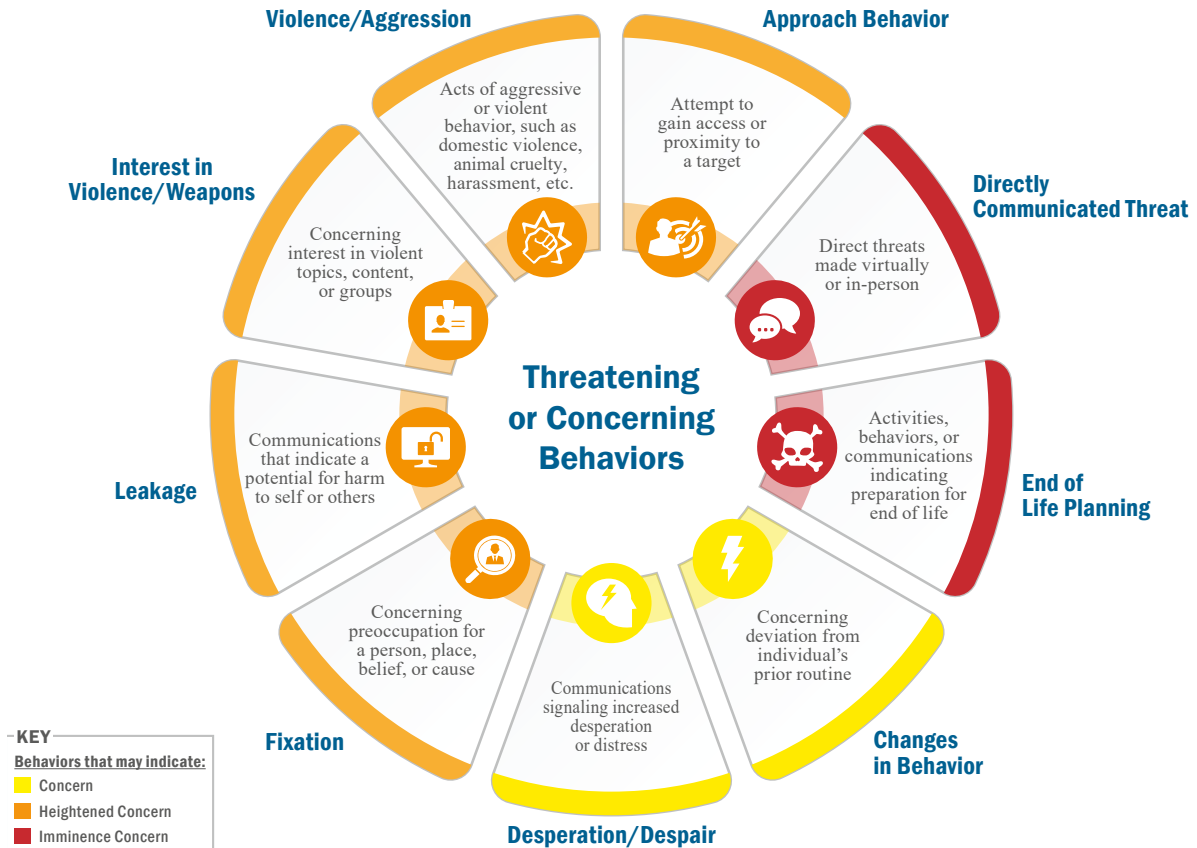 Violence/Aggression
Acts of aggressive
or violent
behavior, such as
domestic violence,
animal cruelty,
harassment, etc.
Approach Behavior
Attempt to
gain access or
proximity to
a target
Directly
Communicated Threat
Direct threats
made virtually
or in-person
End of
Life Planning
Activities,
behaviors, or
communications
indicating
preparation for
end of life
Changes
in Behavior
Concerning
deviation from
individual's
prior routine
Desperation/Despair
Communications
signaling increased
desperation
or distress
Fixation
Concerning
preoccupation for
a person, place,
belief, or cause
Leakage
Communications
that indicate a
potential for harm
to self or others
Interest in
Violence/Weapons
Concerning
interest in violent
topics, content,
or groups
Threatening
or Concerning
Behaviors
KEY
Behaviors that may indicate:
Concern
Heightened Concern
Imminence Concern